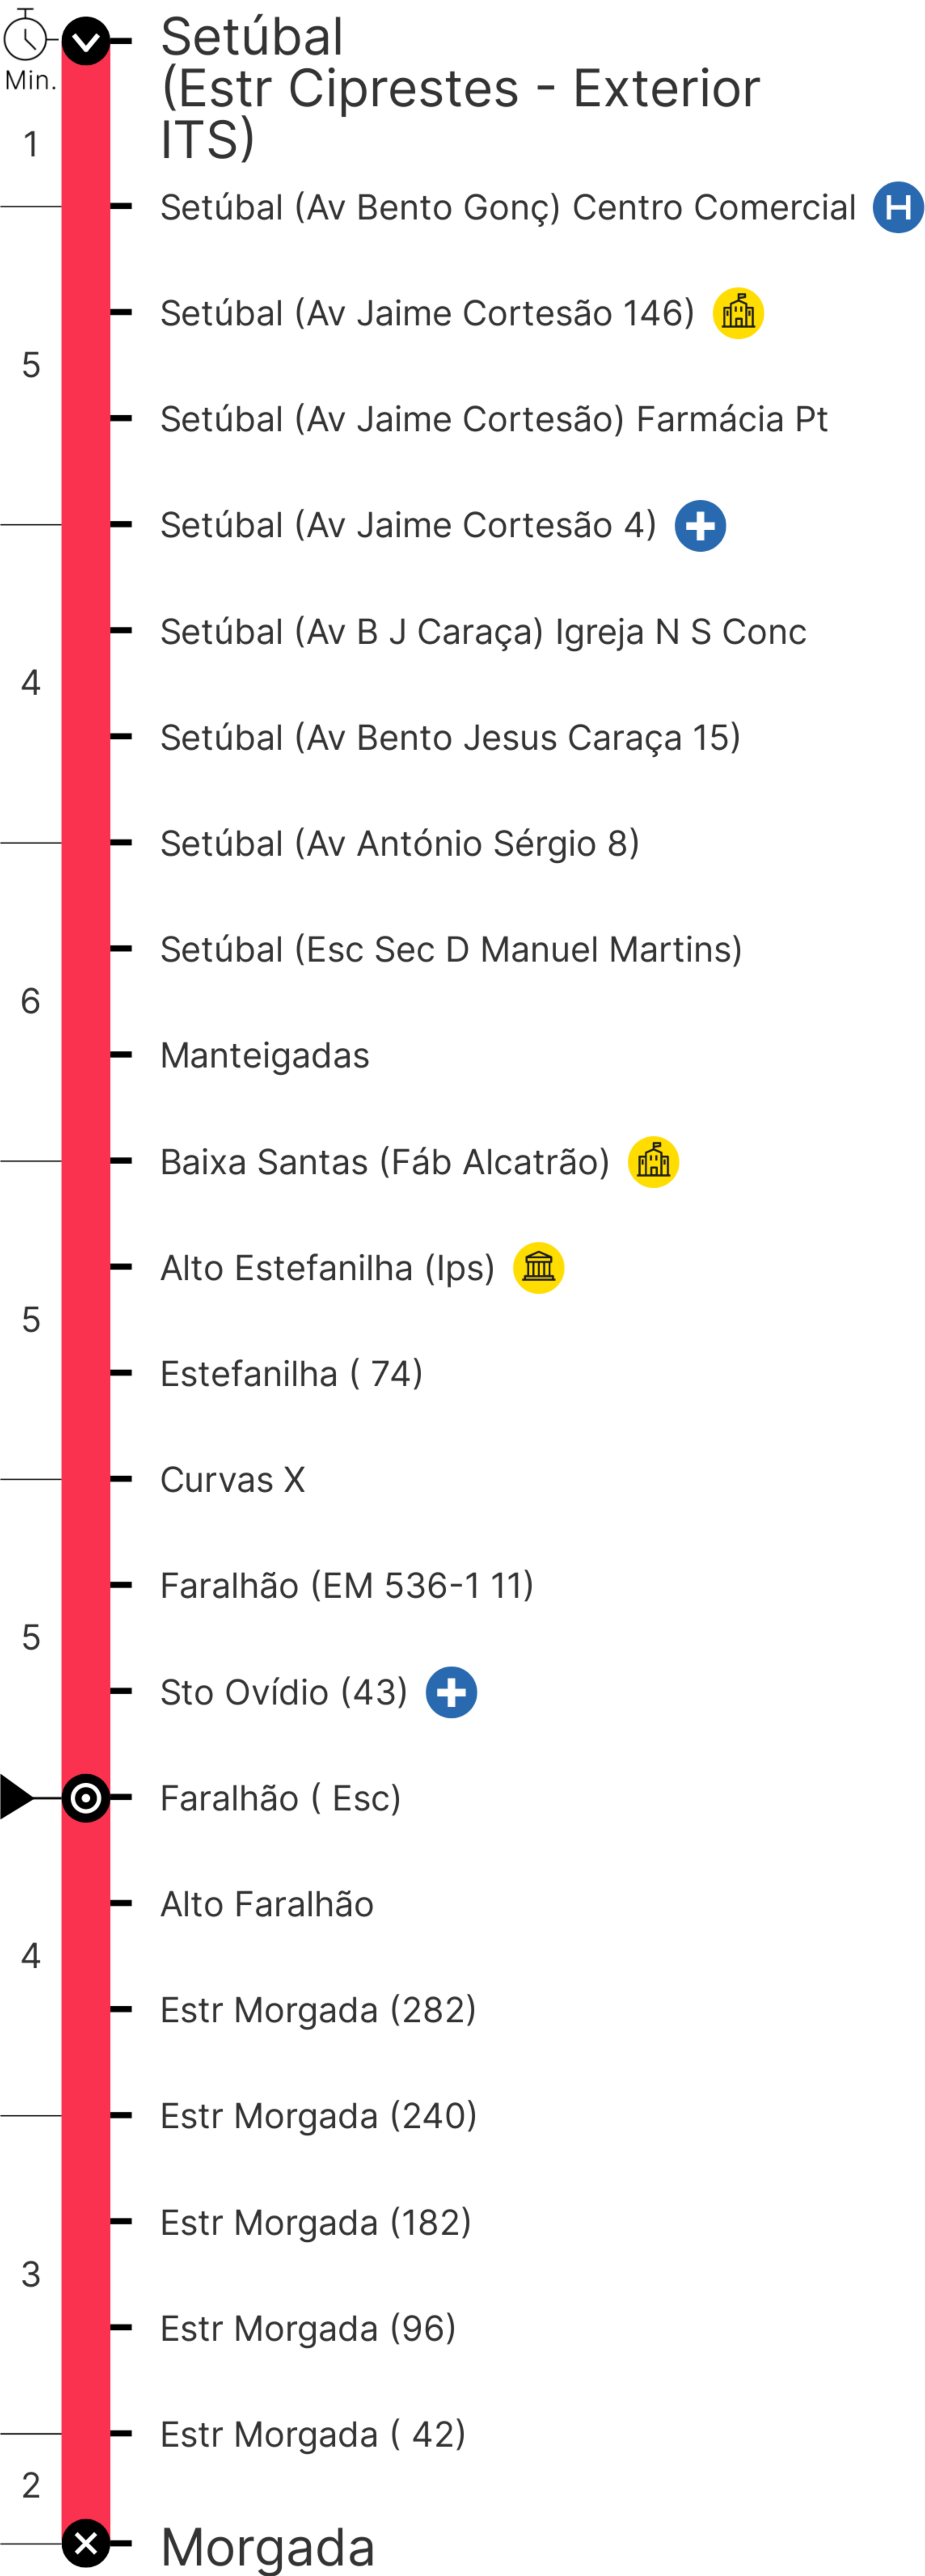 Setúbal
(Estr Ciprestes - Exterior
ITS)
Min.
1
Setúbal (Av Bento Gonç) Centro Comercial H
Setúbal (Av Jaime Cortesão 146)
5
Setúbal (Av Jaime Cortesão) Farmácia Pt
Setúbal (Av Jaime Cortesão 4)
Setúbal (Av B J Caraça) Igreja N S Conc
4
Setúbal (Av Bento Jesus Caraça 15)
Setúbal (Av António Sérgio 8)
Setúbal (Esc Sec D Manuel Martins)
6
Manteigadas
Baixa Santas (Fáb Alcatrão)
Alto Estefanilha (Ips)
5
Estefanilha ( 74)
Curvas X
Faralhão (EM 536-1 11)
5
Sto Ovídio (43)
Faralhão ( Esc)
Alto Faralhão
4
Estr Morgada (282)
Estr Morgada (240)
Estr Morgada (182)
3
Estr Morgada (96)
Estr Morgada ( 42)
2
Morgada